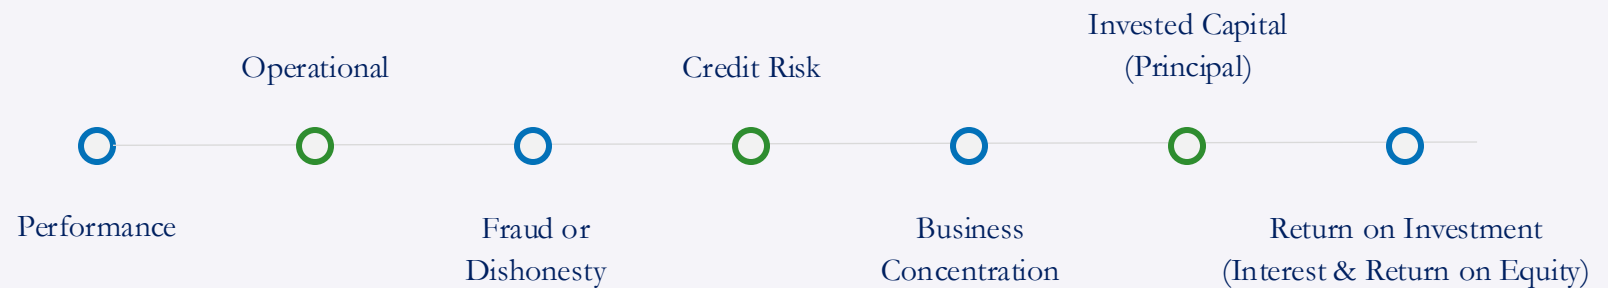 Performance
Operational
Fraud or
Dishonesty
Credit Risk
Business
Concentration
Invested Capital
(Principal)
Return on Investment
(Interest & Return on Equity)